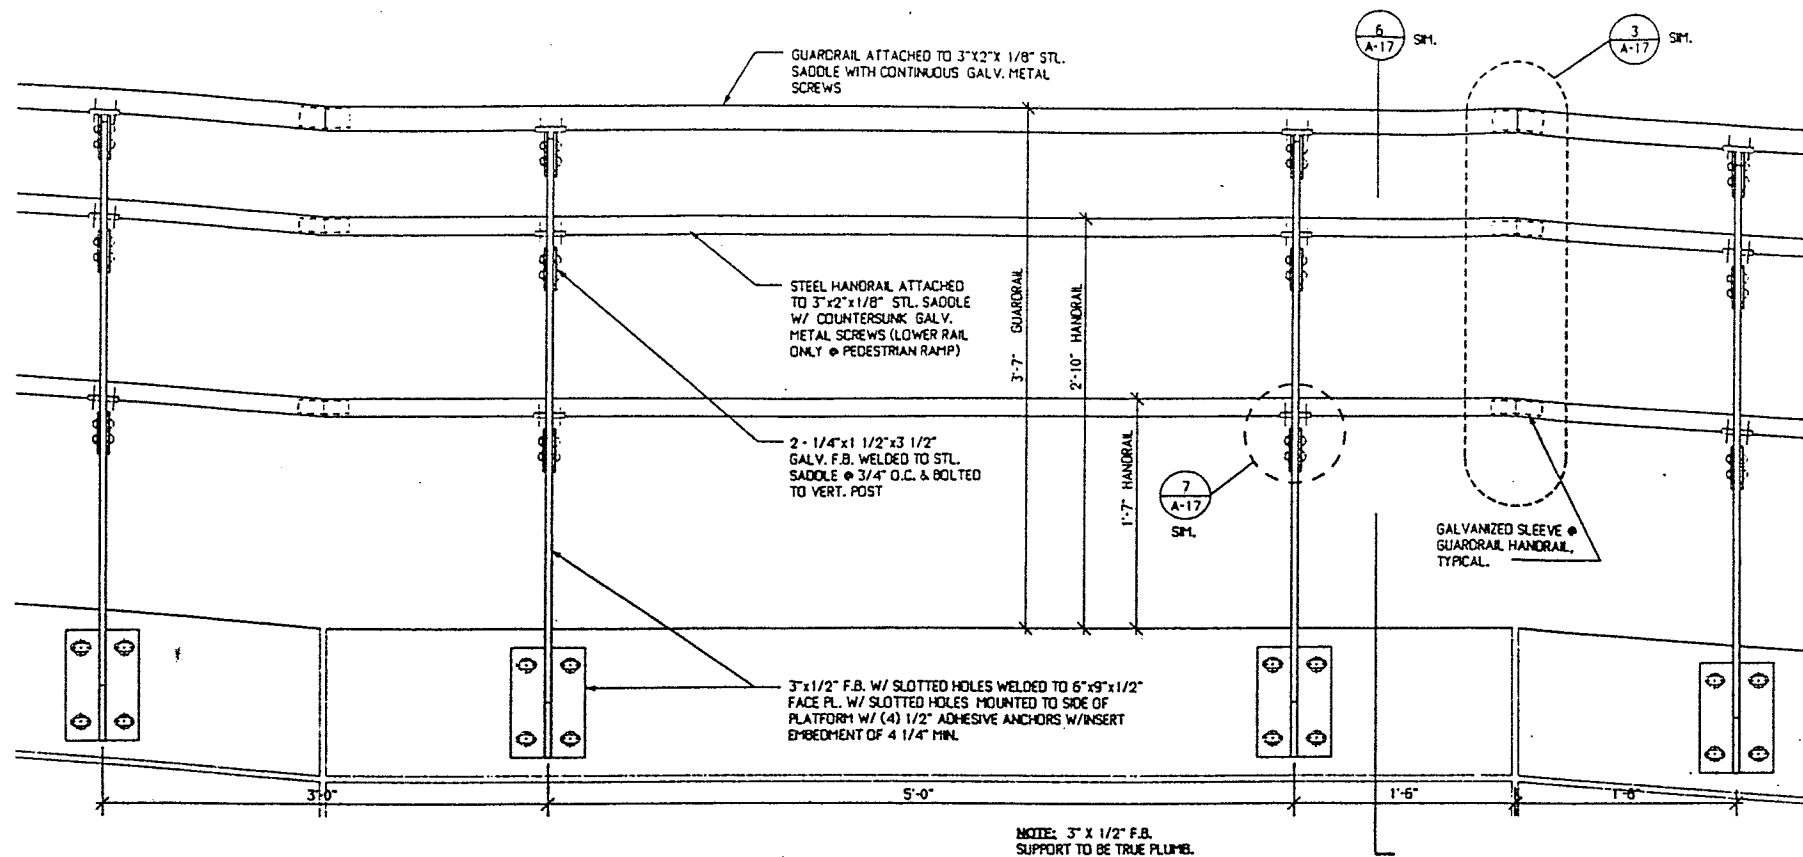 6
A-17
SIM.
3
A-17
SIM.
GUARDRAIL ATTACHED TO 3"X2"X 1/8" STL.
SADDLE WITH CONTINUOUS GALV. METAL
SCREWS
STEEL HANDRAIL ATTACHED
TO 3"x2"x1/8" STL. SADDLE
W/ COUNTERSUNK GALV.
METAL SCREWS (LOWER RAIL
ONLY @ PEDESTRIAN RAMP)
3'-7" GUARDRAIL
2'-10" HANDRAIL
1'-7" HANDRAIL
2 - 1/4"x1 1/2"x3 1/2"
GALV. F.B. WELDED TO STL.
SADDLE @ 3/4" O.C. & BOLTED
TO VERT. POST
7
A-17
SIM.
GALVANIZED SLEEVE @
GUARDRAIL HANDRAIL,
TYPICAL.
3"x1/2" F.B. W/ SLOTTED HOLES WELDED TO 6"x9"x1/2"
FACE PL. W/ SLOTTED HOLES MOUNTED TO SIDE OF
PLATFORM W/ (4) 1/2" ADHESIVE ANCHORS W/INSERT
EMBEDMENT OF 4 1/4" MIN.
3'-0"
5'-0"
1'-6"
1'-6"
NOTE: 3" X 1/2" F.B.
SUPPORT TO BE TRUE PLUMB.